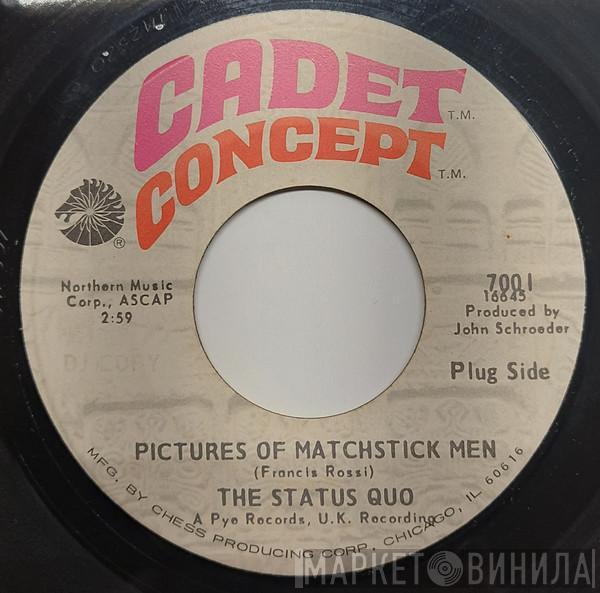 CADET
T.M.
CONCEPT
T.M.
®
Northern Music
Corp., ASCAP
2:59
7001
16645
Produced by
John Schroeder
DJ COPY
Plug Side
PICTURES OF MATCHSTICK MEN
(Francis Rossi)
THE STATUS QUO
A Pye Records, U.K. Recording
MFG. BY CHESS PRODUCING CORP., CHICAGO, IL 60616
МАРКЕТ ВИНИЛА